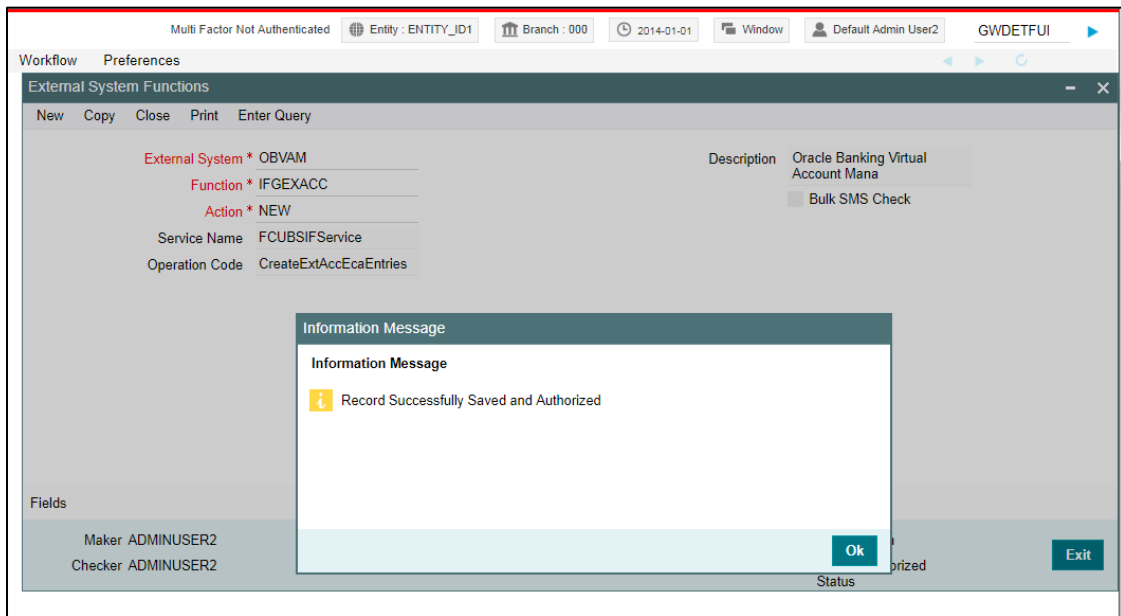 Multi Factor Not Authenticated Entity : ENTITY_ID1 Branch : 000 2014-01-01 Window Default Admin User2 GWDETFUI
Workflow Preferences
External System Functions
New Copy Close Print Enter Query
External System * OBVAM
Description Oracle Banking Virtual
Account Mana
Function * IFGEXACC
Bulk SMS Check
Action * NEW
Service Name FCUBSIFService
Operation Code CreateExtAccEcaEntries
Information Message
Information Message
Record Successfully Saved and Authorized
Ok
Fields
Maker ADMINUSER2
Checker ADMINUSER2
Status
Exit